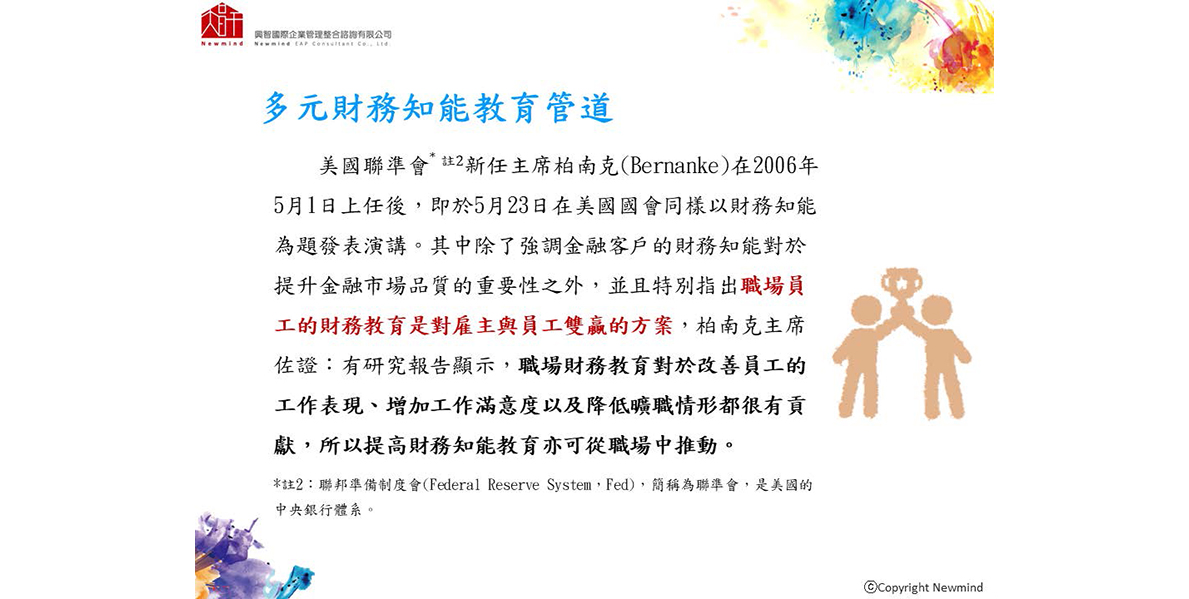 Newmind
興智國際企業管理整合諮詢有限公司
Newmind EAP Consultant Co., Ltd.
多元財務知能教育管道
美國聯準會* 註2新任主席柏南克(Bernanke)在2006年
5月1日上任後，即於5月23日在美國國會同樣以財務知能
為題發表演講。其中除了強調金融客戶的財務知能對於
提升金融市場品質的重要性之外，並且特別指出職場員
工的財務教育是對雇主與員工雙贏的方案，柏南克主席
佐證：有研究報告顯示，職場財務教育對於改善員工的
工作表現、增加工作滿意度以及降低曠職情形都很有貢
獻，所以提高財務知能教育亦可從職場中推動。
*註2：聯邦準備制度會(Federal Reserve System，Fed)，簡稱為聯準會，是美國的
中央銀行體系。
ⒸCopyright Newmind